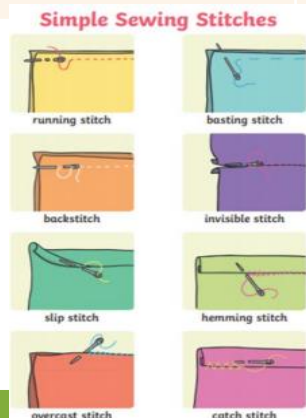 Simple Sewing Stitches
running stitch
basting stitch
backstitch
invisible stitch
slip stitch
hemming stitch
overcast stitch
catch stitch